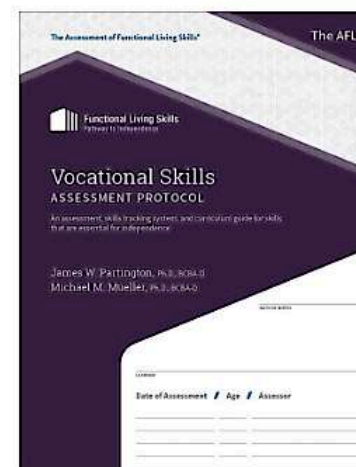 The Assessment of Functional Living Skills®
The AFL
Functional Living Skills
Pathway to Independence
Vocational Skills
ASSESSMENT PROTOCOL
An assessment, skills tracking system, and curriculum guide for skills
that are essential for independence
James W. Partington, Ph.D., BCBA-D
Michael M. Mueller, Ph.D., BCBA-D
LEARNER
Date of Assessment / Age / Assessor